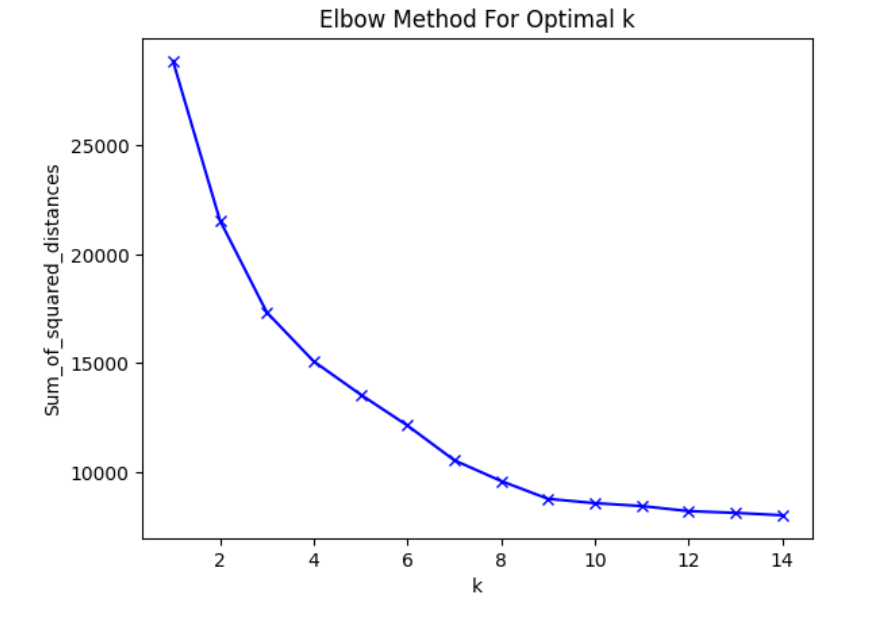 Elbow Method For Optimal k
Sum_of_squared_distances
25000
20000
15000
10000
2 4 6 8 10 12 14
k